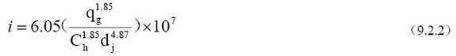 i = 6.05(q_g^1.85 / C_h^1.85 d_j^4.87)×10^7 (9.2.2)